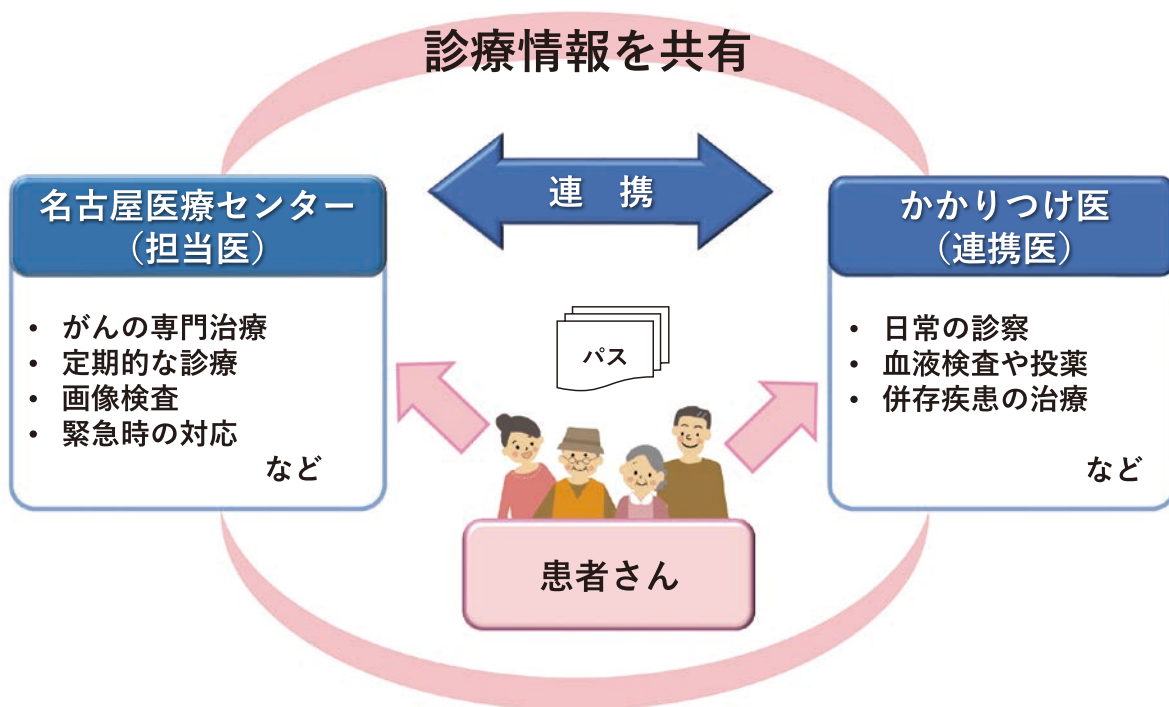 診療情報を共有
連 携
名古屋医療センター
（担当医）
• がんの専門治療
• 定期的な診療
• 画像検査
• 緊急時の対応
など
かかりつけ医
（連携医）
• 日常の診察
• 血液検査や投薬
• 併存疾患の治療
など
パス
患者さん